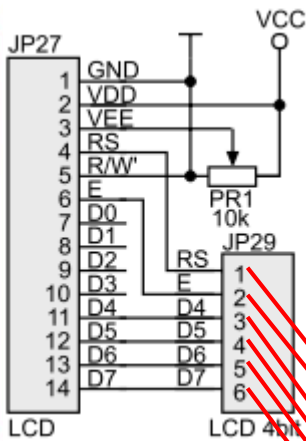 VCC
JP27
1 GND
2 VDD
3 VEE
4 RS
5 R/W'
6 E
7 D0
8 D1
9 D2
10 D3
11 D4
12 D5
13 D6
14 D7
LCD
PR1
10k
JP29
RS 1
E 2
D4 3
D5 4
D6 5
D7 6
LCD 4bit